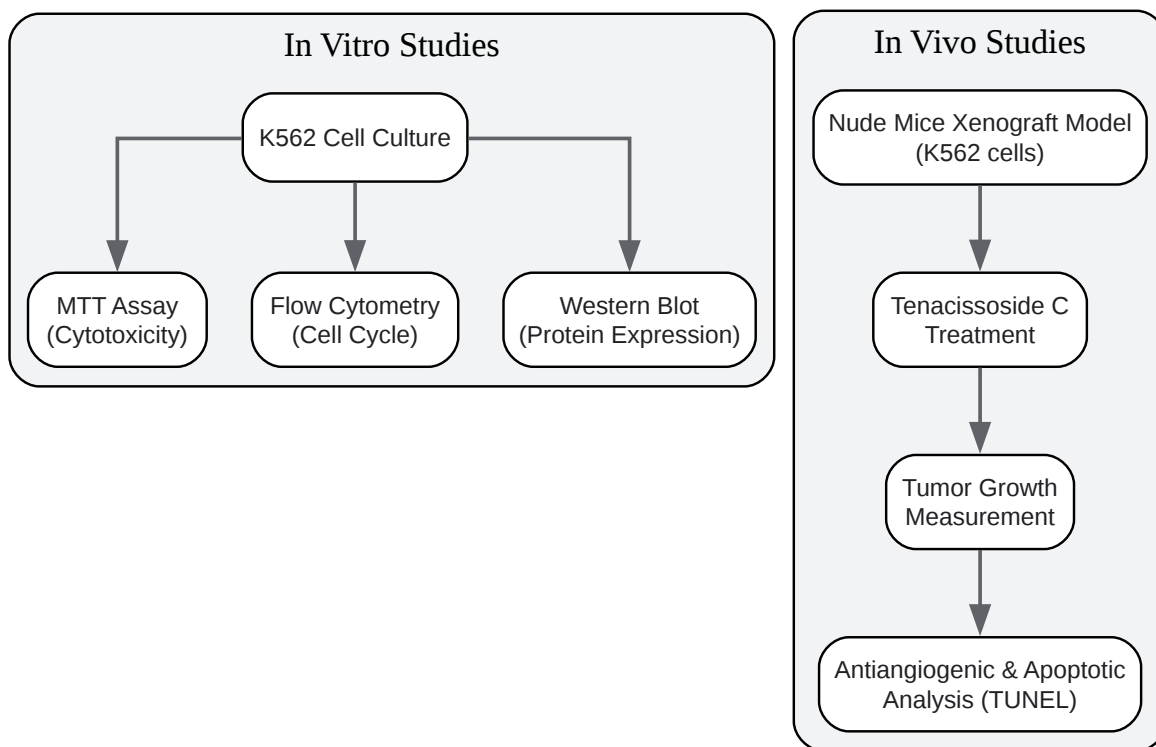 In Vitro Studies
K562 Cell Culture
MTT Assay
(Cytotoxicity)
Flow Cytometry
(Cell Cycle)
Western Blot
(Protein Expression)
In Vivo Studies
Nude Mice Xenograft Model
(K562 cells)
Tenacissoside C
Treatment
Tumor Growth
Measurement
Antiangiogenic & Apoptotic
Analysis (TUNEL)